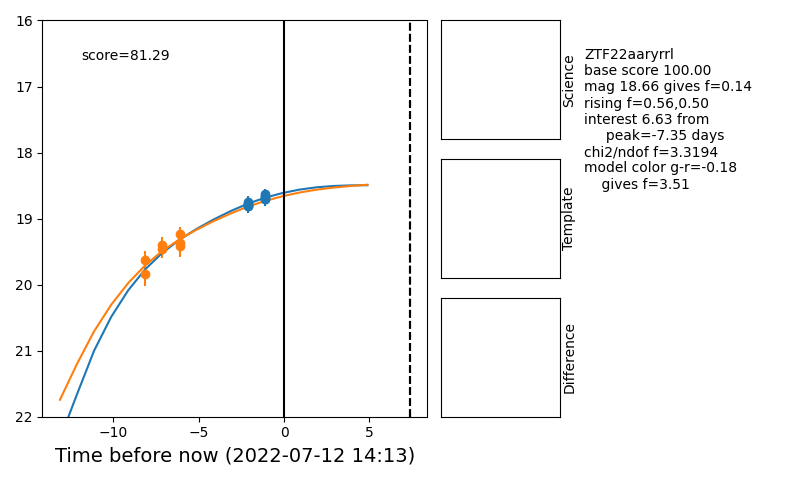 score=81.29
16
17
18
19
20
21
22
−10
−5
0
5
Time before now (2022-07-12 14:13)
Science
Template
Difference
ZTF22aaryrrl
base score 100.00
mag 18.66 gives f=0.14
rising f=0.56,0.50
interest 6.63 from
peak=-7.35 days
chi2/ndof f=3.3194
model color g-r=-0.18
gives f=3.51